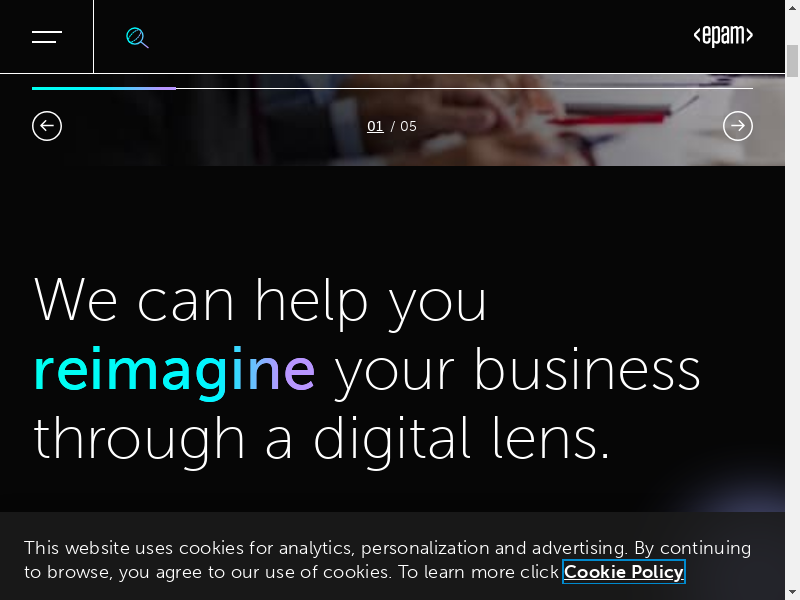 <epam>
01 / 05
We can help you
reimagine your business
through a digital lens.
This website uses cookies for analytics, personalization and advertising. By continuing
to browse, you agree to our use of cookies. To learn more click Cookie Policy